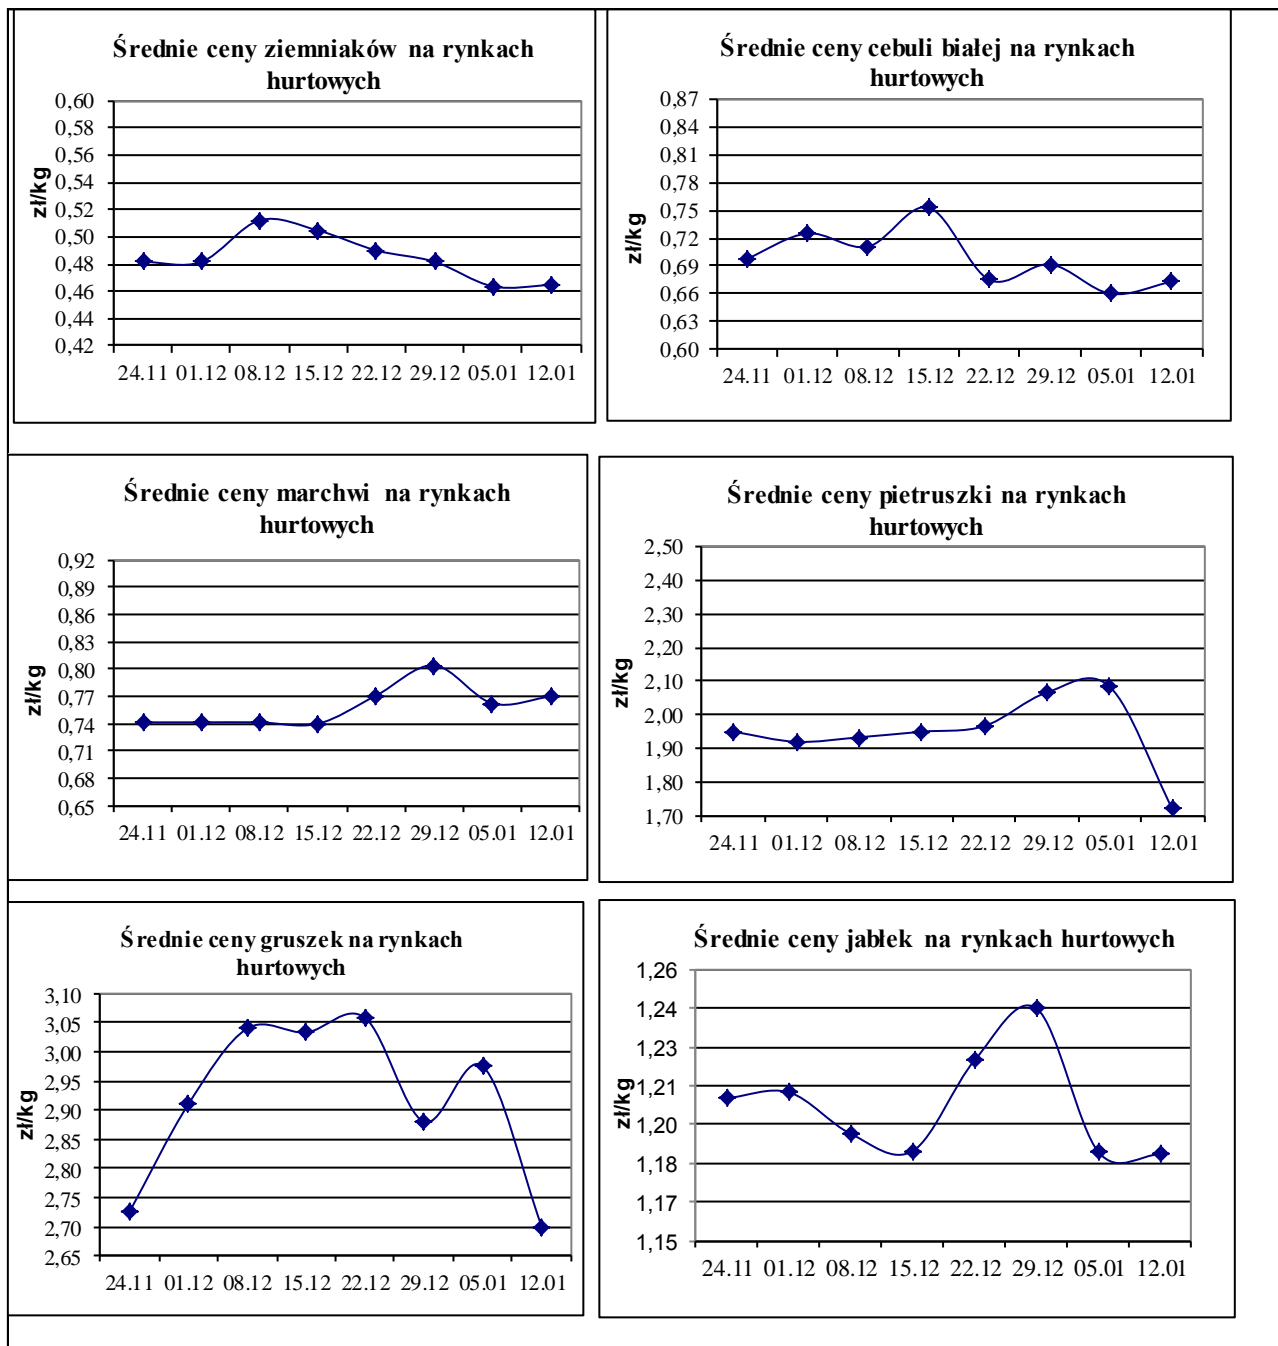 Średnie ceny ziemniaków na rynkach
hurtowych
zł/kg
0,60
0,58
0,56
0,54
0,52
0,50
0,48
0,46
0,44
0,42
24.11 01.12 08.12 15.12 22.12 29.12 05.01 12.01
Średnie ceny cebuli białej na rynkach
hurtowych
zł/kg
0,87
0,84
0,81
0,78
0,75
0,72
0,69
0,66
0,63
0,60
24.11 01.12 08.12 15.12 22.12 29.12 05.01 12.01
Średnie ceny marchwi na rynkach
hurtowych
zł/kg
0,92
0,89
0,86
0,83
0,80
0,77
0,74
0,71
0,68
0,65
24.11 01.12 08.12 15.12 22.12 29.12 05.01 12.01
Średnie ceny pietruszki na rynkach
hurtowych
zł/kg
2,50
2,40
2,30
2,20
2,10
2,00
1,90
1,80
1,70
24.11 01.12 08.12 15.12 22.12 29.12 05.01 12.01
Średnie ceny gruszek na rynkach
hurtowych
zł/kg
3,10
3,05
3,00
2,95
2,90
2,85
2,80
2,75
2,70
2,65
24.11 01.12 08.12 15.12 22.12 29.12 05.01 12.01
Średnie ceny jabłek na rynkach hurtowych
zł/kg
1,26
1,24
1,23
1,21
1,20
1,18
1,17
1,15
24.11 01.12 08.12 15.12 22.12 29.12 05.01 12.01